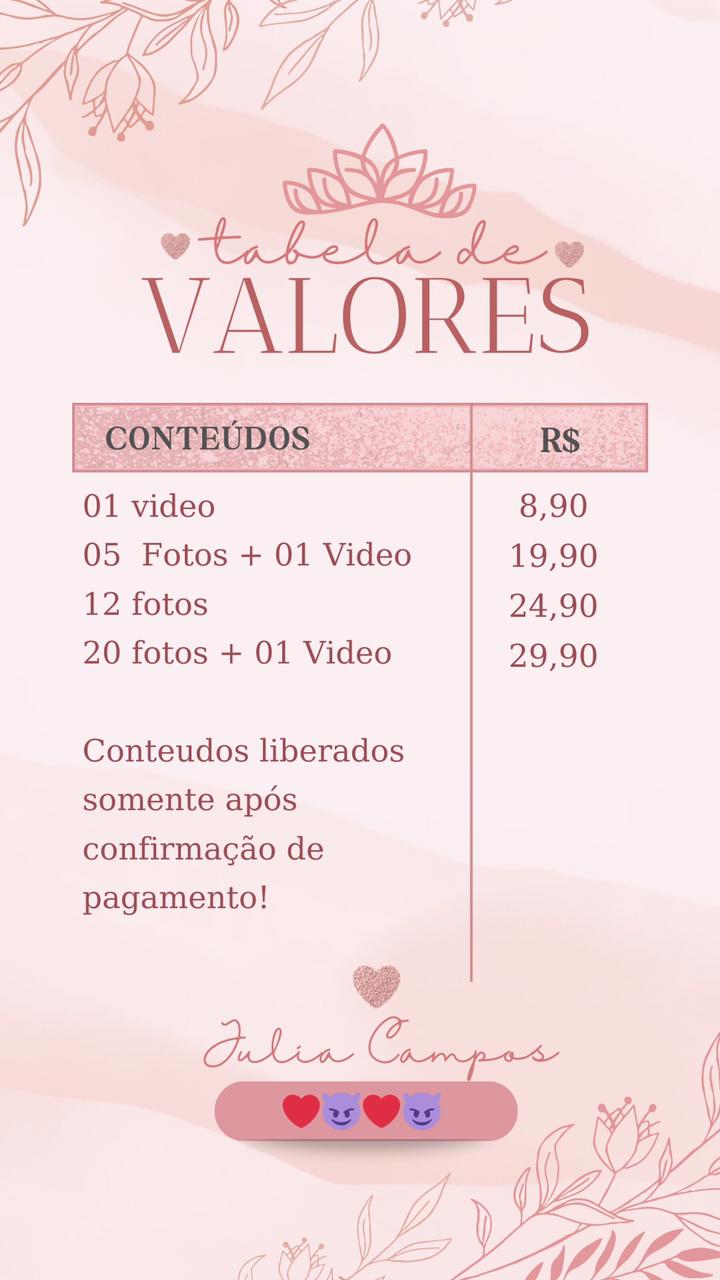 tabela de
VALORES
CONTEÚDOS R$
01 video 8,90
05 Fotos + 01 Video 19,90
12 fotos 24,90
20 fotos + 01 Video 29,90
Conteudos liberados
somente após
confirmação de
pagamento!
Julia Campos